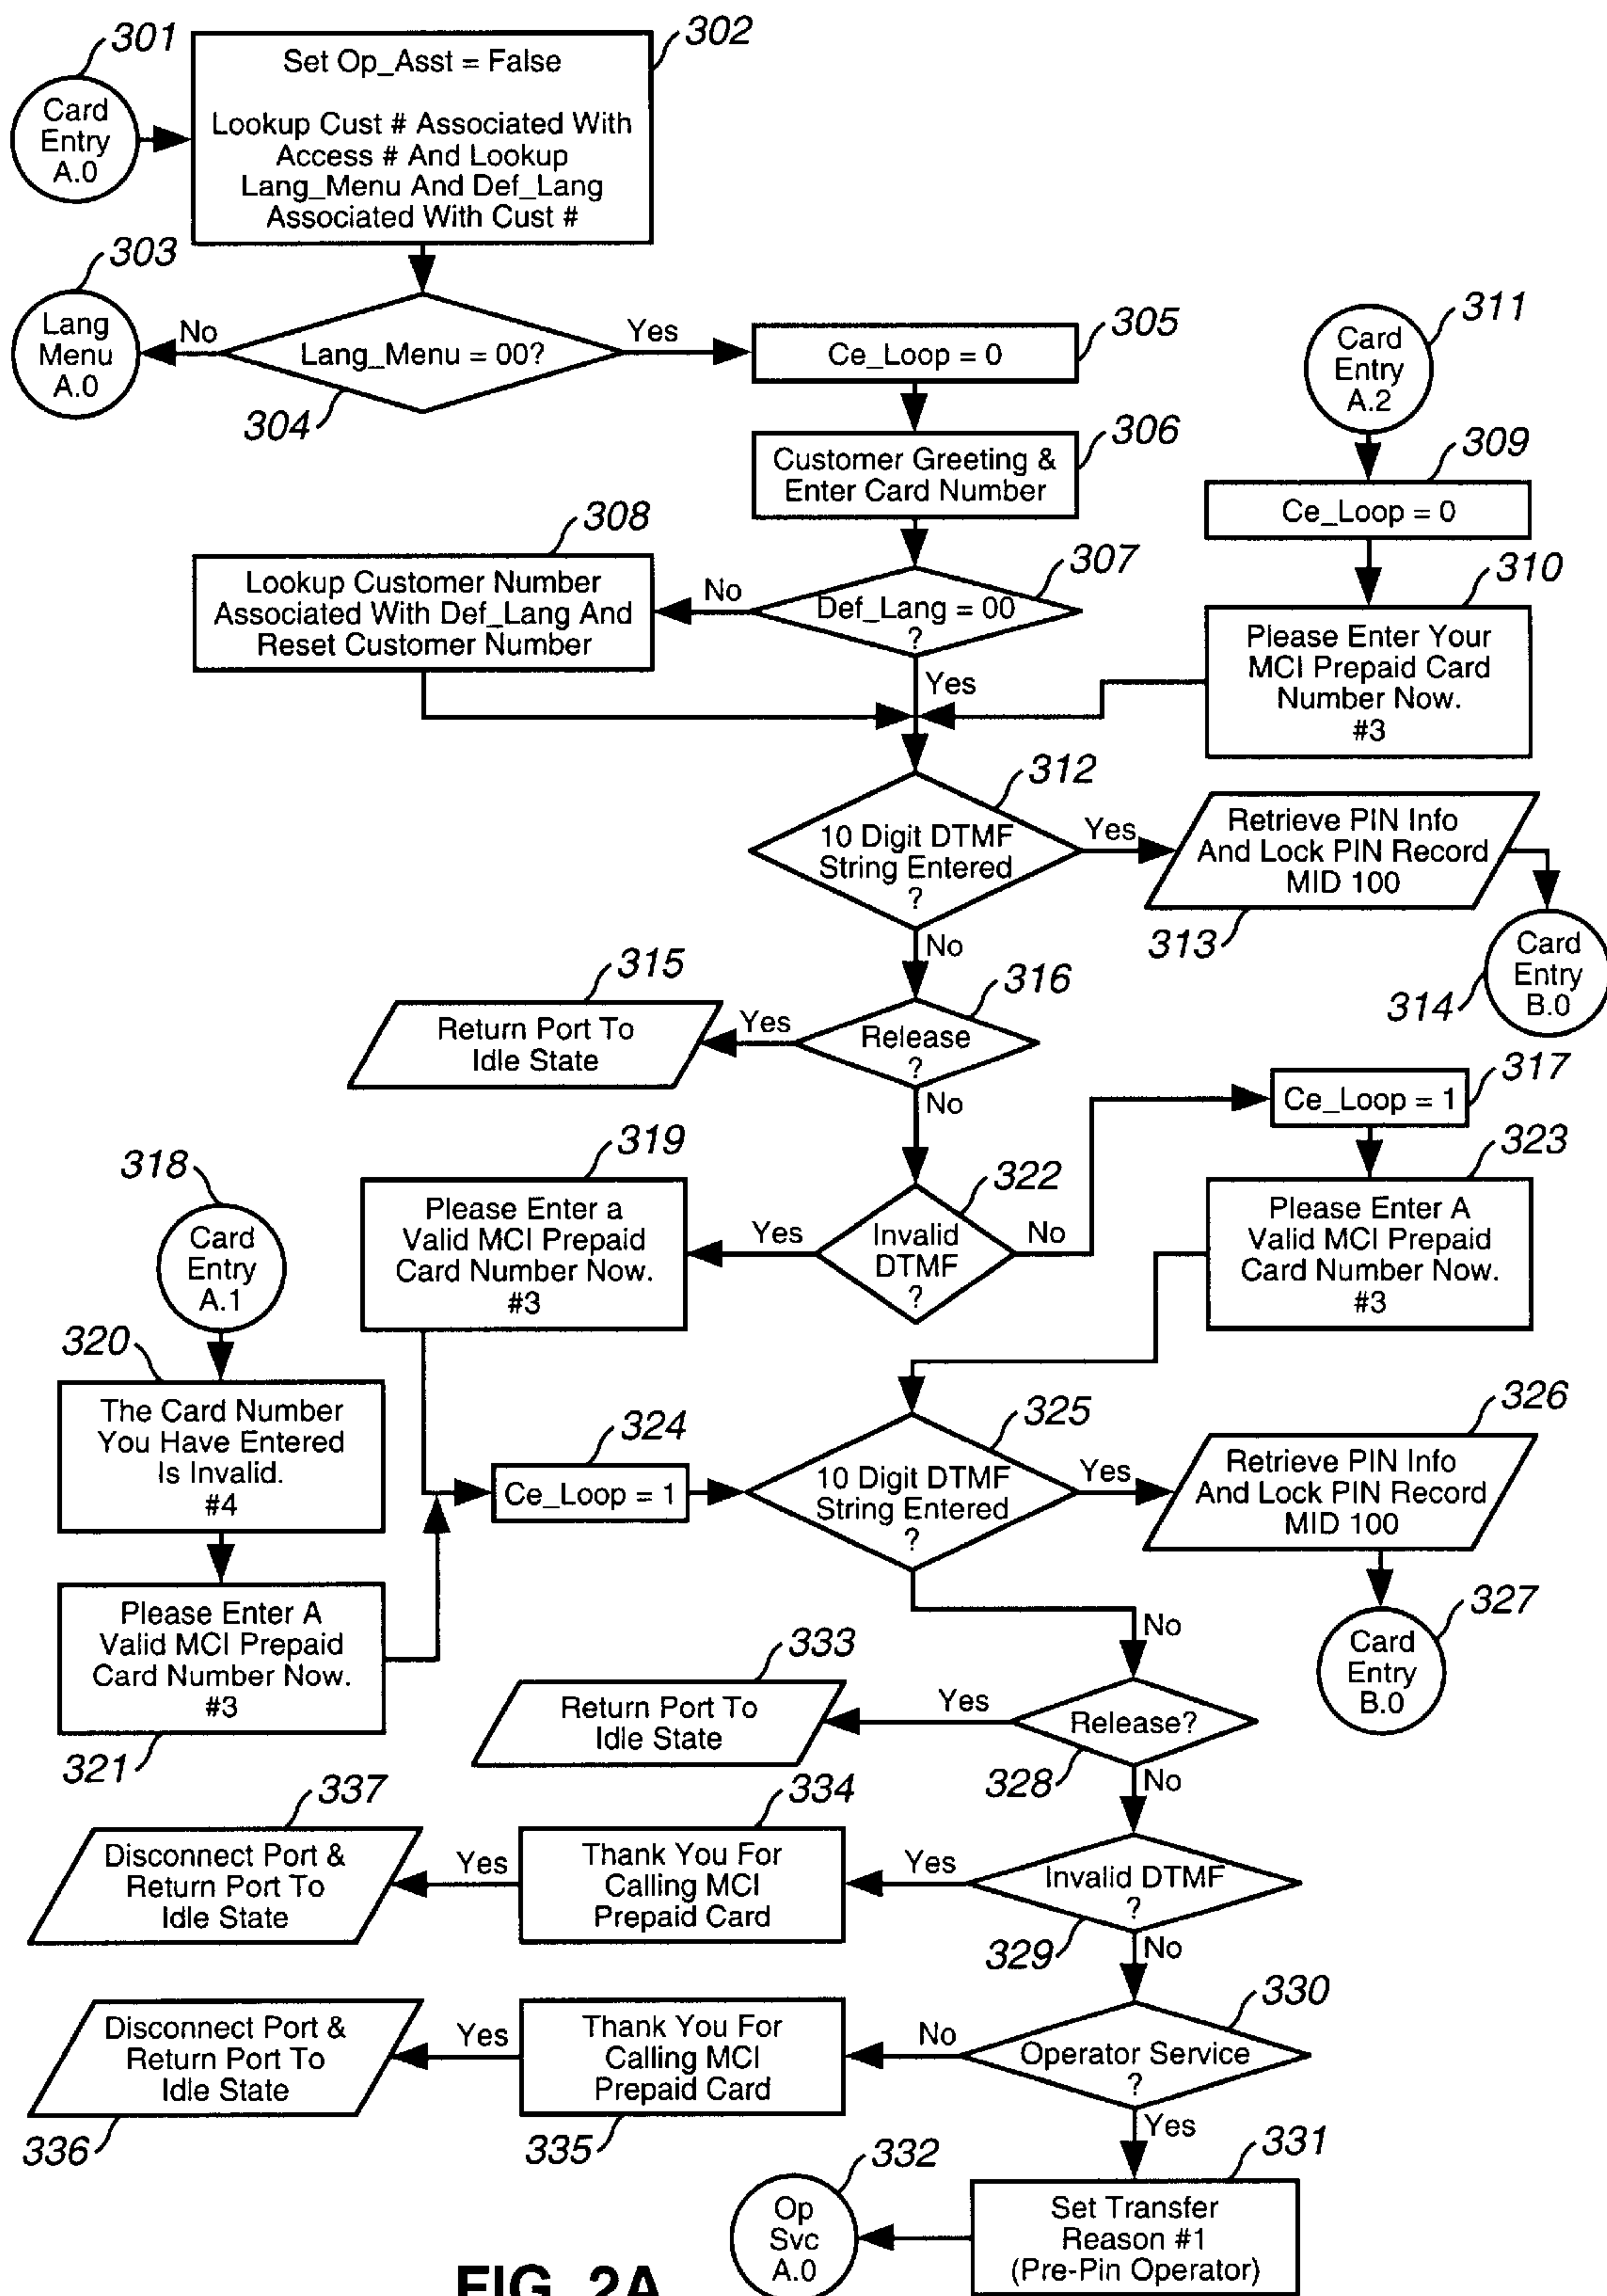 301
Card
Entry
A.0
302
Set Op_Asst = False
Lookup Cust # Associated With
Access # And Lookup
Lang_Menu And Def_Lang
Associated With Cust #
303
Lang
Menu
A.0
No
Lang_Menu = 00?
304
Yes
Ce_Loop = 0
305
Customer Greeting &
Enter Card Number
306
311
Card
Entry
A.2
309
Ce_Loop = 0
310
Please Enter Your
MCI Prepaid Card
Number Now.
#3
308
Lookup Customer Number
Associated With Def_Lang And
Reset Customer Number
No
307
Def_Lang = 00
?
Yes
312
10 Digit DTMF
String Entered
?
Yes
Retrieve PIN Info
And Lock PIN Record
MID 100
313
314
Card
Entry
B.0
No
315
Return Port To
Idle State
Yes
316
Release
?
No
317
Ce_Loop = 1
323
Please Enter A
Valid MCI Prepaid
Card Number Now.
#3
322
Invalid
DTMF
?
No
Yes
319
Please Enter a
Valid MCI Prepaid
Card Number Now.
#3
318
Card
Entry
A.1
320
The Card Number
You Have Entered
Is Invalid.
#4
Please Enter A
Valid MCI Prepaid
Card Number Now.
#3
321
324
Ce_Loop = 1
325
10 Digit DTMF
String Entered
?
Yes
326
Retrieve PIN Info
And Lock PIN Record
MID 100
327
Card
Entry
B.0
No
333
Return Port To
Idle State
Yes
Release?
328
No
337
Disconnect Port &
Return Port To
Idle State
Yes
334
Thank You For
Calling MCI
Prepaid Card
Yes
Invalid DTMF
?
329
No
330
Operator Service
?
No
Thank You For
Calling MCI
Prepaid Card
335
Yes
Disconnect Port &
Return Port To
Idle State
336
Yes
331
Set Transfer
Reason #1
(Pre-Pin Operator)
332
Op
Svc
A.0
FIG. 2A